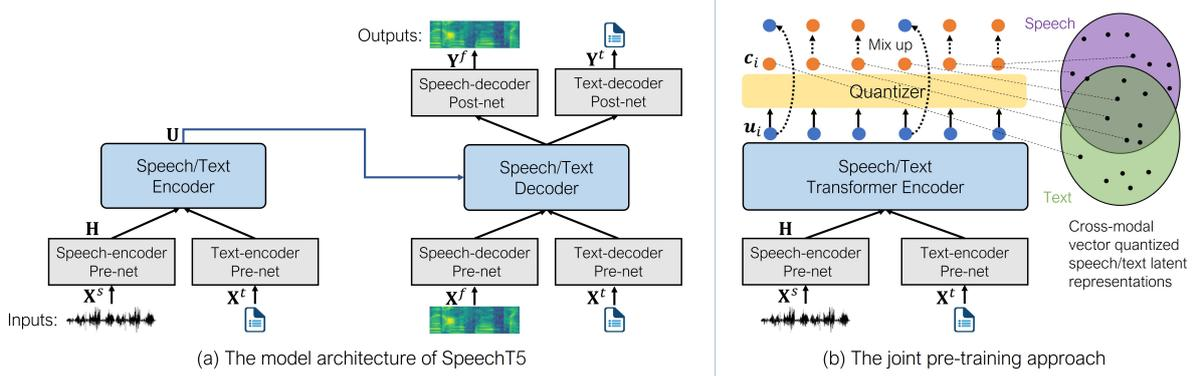 Outputs:
Y^f
Y^t
Speech-decoder
Post-net
Text-decoder
Post-net
U
Speech/Text
Encoder
Speech/Text
Decoder
H
Speech-encoder
Pre-net
Text-encoder
Pre-net
Speech-decoder
Pre-net
Text-decoder
Pre-net
X^s
X^t
X^f
X^t
Inputs:
(a) The model architecture of SpeechT5
Speech
Mix up
c_i
Quantizer
u_i
Speech/Text
Transformer Encoder
Text
H
Speech-encoder
Pre-net
Text-encoder
Pre-net
X^s
X^t
Cross-modal
vector quantized
speech/text latent
representations
(b) The joint pre-training approach